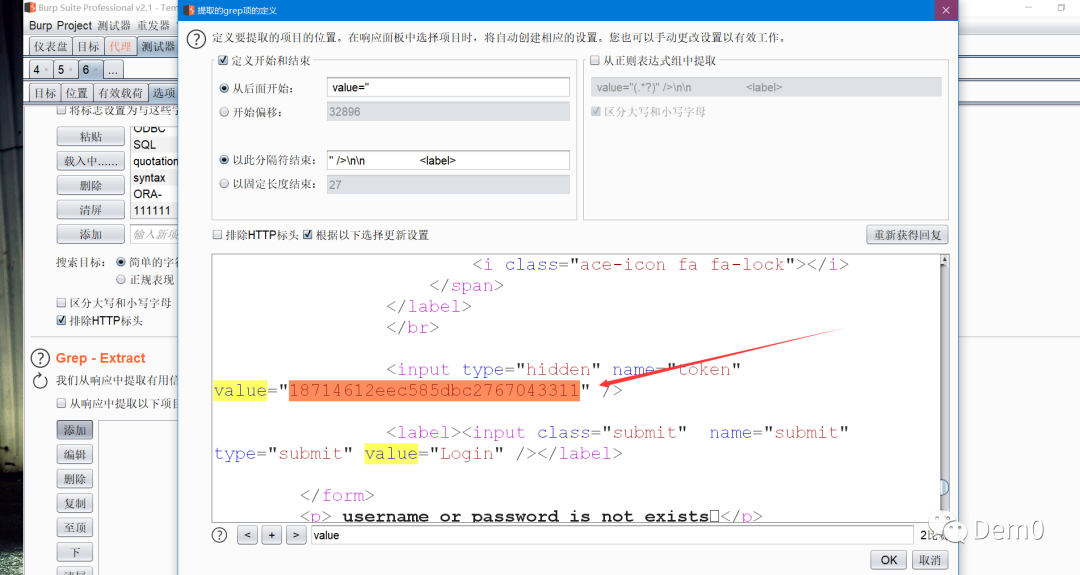 Burp Suite Professional v2.1 - Tem
Burp Project 测试器 重发器
仪表盘 目标 代理 测试器
4 × 5 × 6 × ...
目标 位置 有效载荷 选项
将标志设置为与这些
粘贴
载入中......
删除
清屏
添加
ODBC
SQL
quotation
syntax
ORA-
111111
输入新项
搜索目标:
简单的字符
正规表现
区分大写和小写字母
排除HTTP标头
Grep - Extract
我们从响应中提取有用信
从响应中提取以下项目
添加
编辑
删除
复制
至顶
下
清屏
提取的grep项的定义
定义要提取的项目的位置。在响应面板中选择项目时，将自动创建相应的设置。您也可以手动更改设置以有效工作。
定义开始和结束
从后面开始: value="
开始偏移: 32896
以此分隔符结束: " />\n\n <label>
以固定长度结束: 27
从正则表达式组中提取
value="(.*?)" />\n\n <label>
区分大写和小写字母
排除HTTP标头 根据以下选择更新设置
重新获得回复
<i class="ace-icon fa fa-lock"></i>
</span>
</label>
</br>
<input type="hidden" name="token"
value="18714612eec585dbc2767043311" />
<label><input class="submit" name="submit"
type="submit" value="Login" /></label>
</form>
<p> username or password is not exists</p>
? < + > value
OK 取消
Dem0